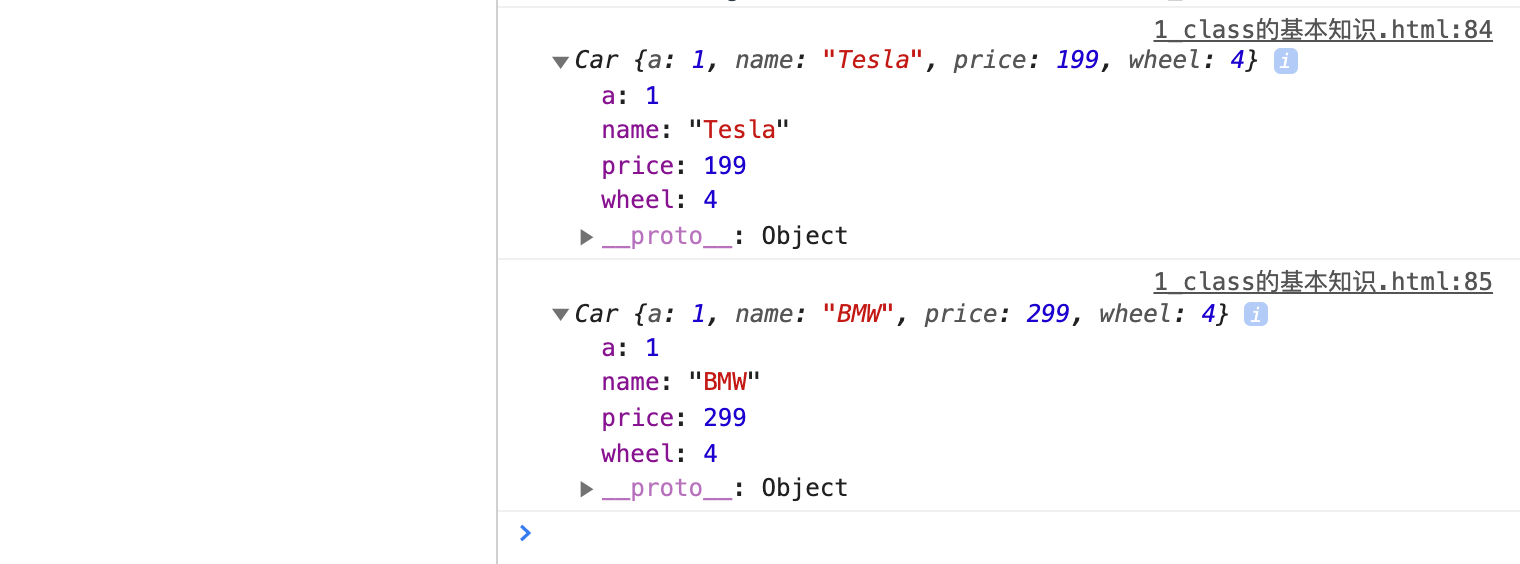 1_class的基本知识.html:84
▼Car {a: 1, name: "Tesla", price: 199, wheel: 4} i
a: 1
name: "Tesla"
price: 199
wheel: 4
▶__proto__: Object
1_class的基本知识.html:85
▼Car {a: 1, name: "BMW", price: 299, wheel: 4} i
a: 1
name: "BMW"
price: 299
wheel: 4
▶__proto__: Object
>